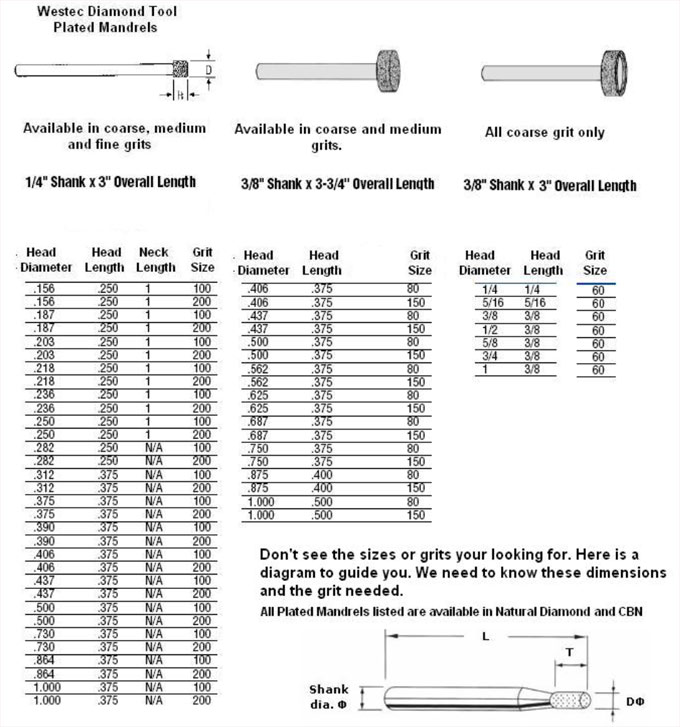 Westec Diamond Tool
Plated Mandrels
D
H
Available in coarse, medium
and fine grits
1/4" Shank x 3" Overall Length
Available in coarse and medium
grits.
3/8" Shank x 3-3/4" Overall Length
All coarse grit only
3/8" Shank x 3" Overall Length
Head Head Neck Grit
Diameter Length Length Size
.156 .250 1 100
.156 .250 1 200
.187 .250 1 100
.187 .250 1 200
.203 .250 1 100
.203 .250 1 200
.218 .250 1 100
.218 .250 1 200
.236 .250 1 100
.236 .250 1 200
.250 .250 1 100
.250 .250 1 200
.282 .250 N/A 100
.282 .250 N/A 200
.312 .375 N/A 100
.312 .375 N/A 200
.375 .375 N/A 100
.375 .375 N/A 200
.390 .375 N/A 100
.390 .375 N/A 200
.406 .375 N/A 100
.406 .375 N/A 200
.437 .375 N/A 100
.437 .375 N/A 200
.500 .375 N/A 100
.500 .375 N/A 200
.730 .375 N/A 100
.730 .375 N/A 200
.864 .375 N/A 100
.864 .375 N/A 200
1.000 .375 N/A 100
1.000 .375 N/A 200
Head Head Grit
Diameter Length Size
.406 .375 80
.406 .375 150
.437 .375 80
.437 .375 150
.500 .375 80
.500 .375 150
.562 .375 80
.562 .375 150
.625 .375 80
.625 .375 150
.687 .375 80
.687 .375 150
.750 .375 80
.750 .375 150
.875 .400 80
.875 .400 150
1.000 .500 80
1.000 .500 150
Head Head Grit
Diameter Length Size
1/4 1/4 60
5/16 5/16 60
3/8 3/8 60
1/2 3/8 60
5/8 3/8 60
3/4 3/8 60
1 3/8 60
Don't see the sizes or grits your looking for. Here is a
diagram to guide you. We need to know these dimensions
and the grit needed.
All Plated Mandrels listed are available in Natural Diamond and CBN
L
T
Shank
dia. Φ
DΦ